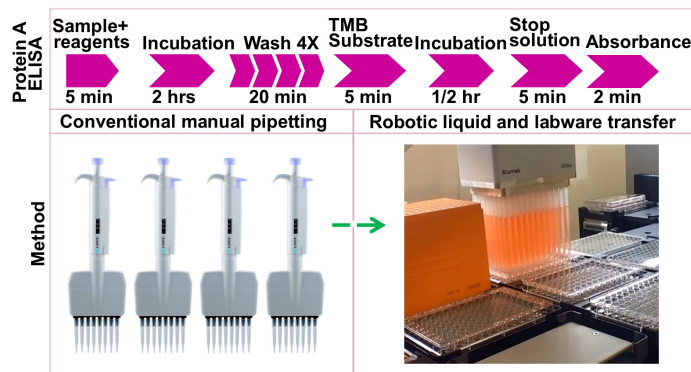 Protein A
ELISA
Sample+
reagents
5 min
Incubation
2 hrs
Wash 4X
20 min
TMB
Substrate
5 min
Incubation
1/2 hr
Stop
solution
5 min
Absorbance
2 min
Method
Conventional manual pipetting
Robotic liquid and labware transfer
Biomek